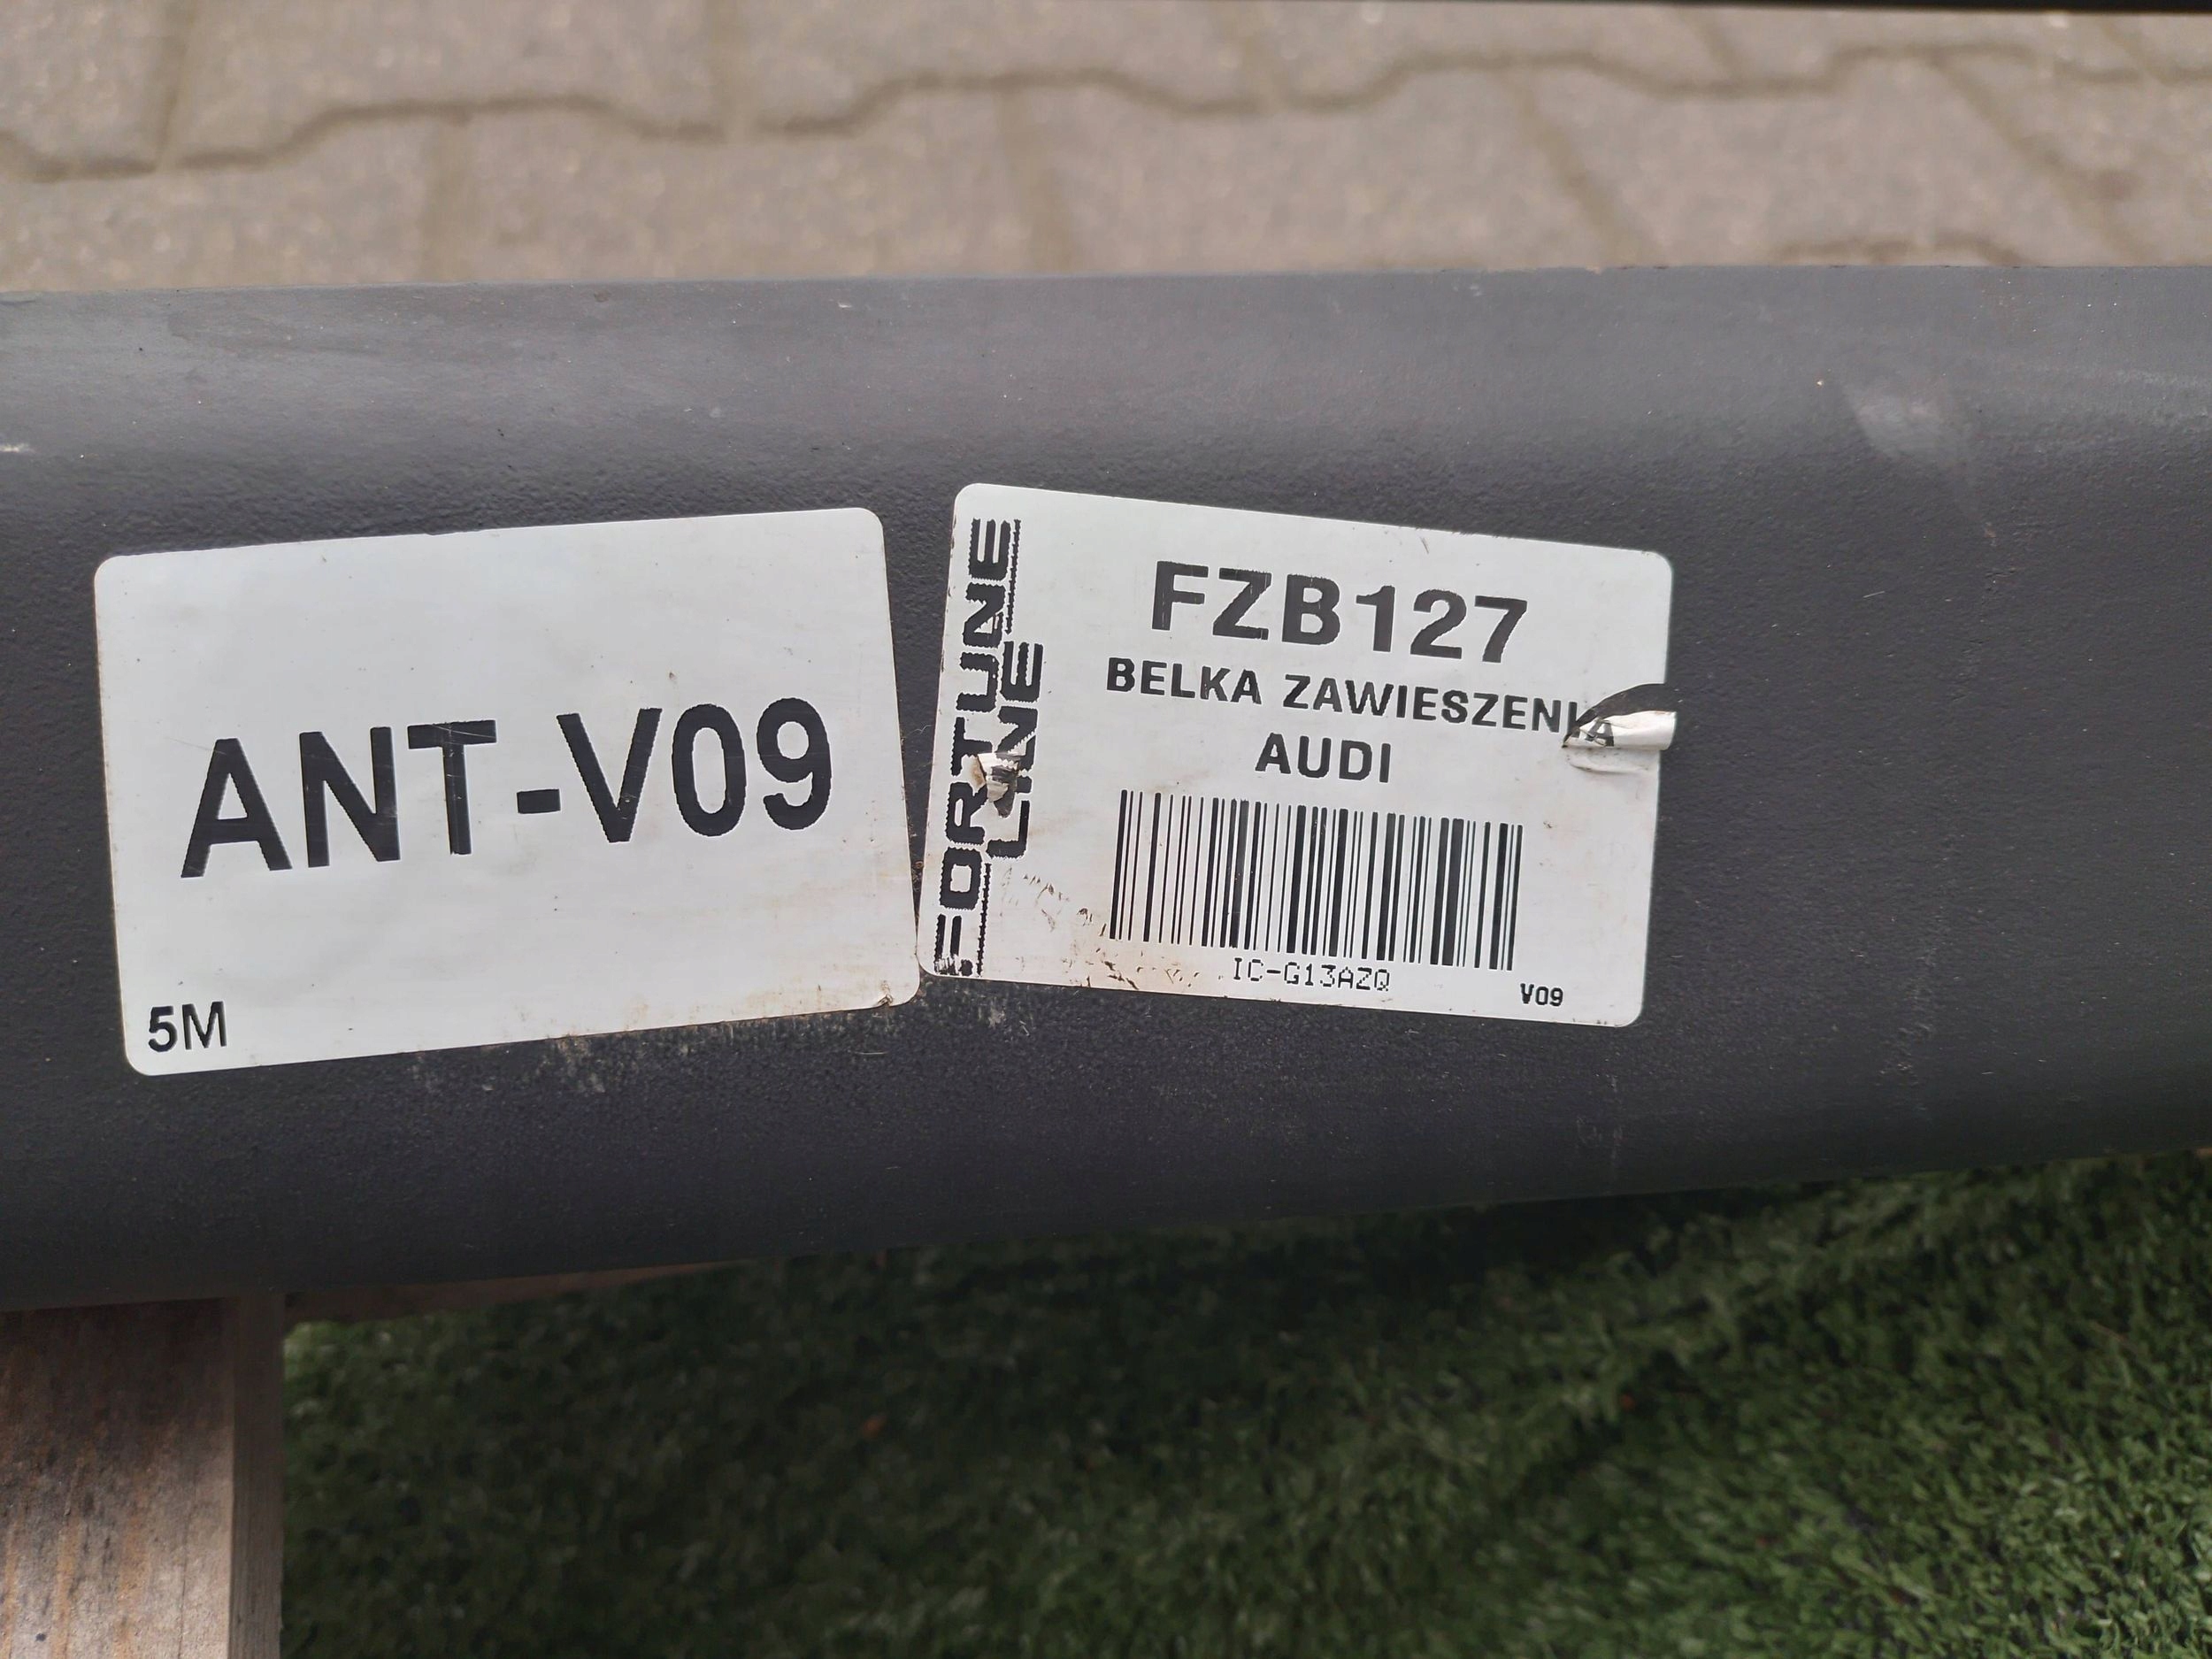 ANT-V09
5M
FORTUNE
LINE
FZB127
BELKA ZAWIESZENIA
AUDI
IC-G13AZQ
V09